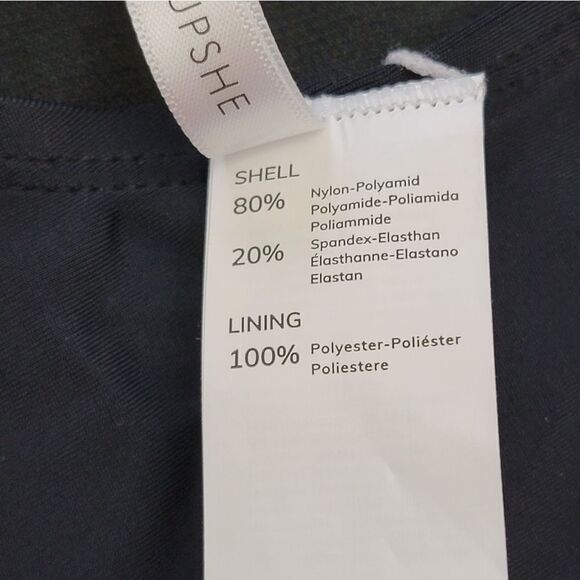 UPSHE
SHELL
80% Nylon-Polyamid
Polyamide-Poliamida
Poliammide
20% Spandex-Elasthan
Élasthanne-Elastano
Elastan
LINING
100% Polyester-Poliéster
Poliestere